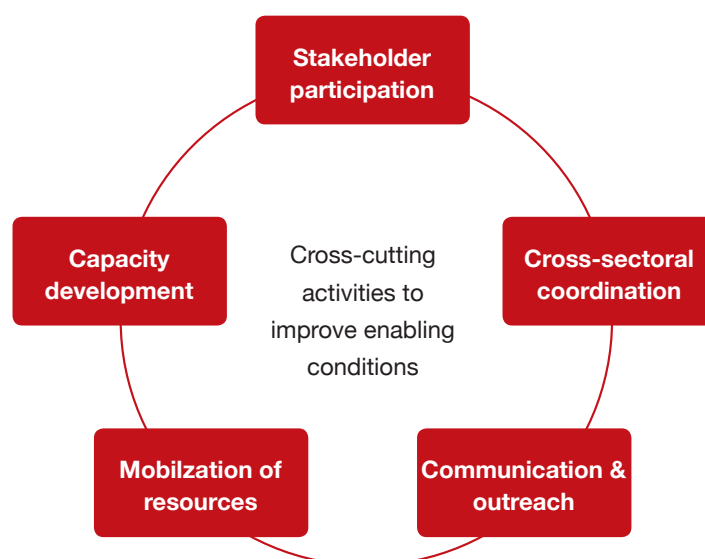 Stakeholder
participation
Capacity
development
Cross-cutting
activities to
improve enabling
conditions
Cross-sectoral
coordination
Mobilzation of
resources
Communication &
outreach